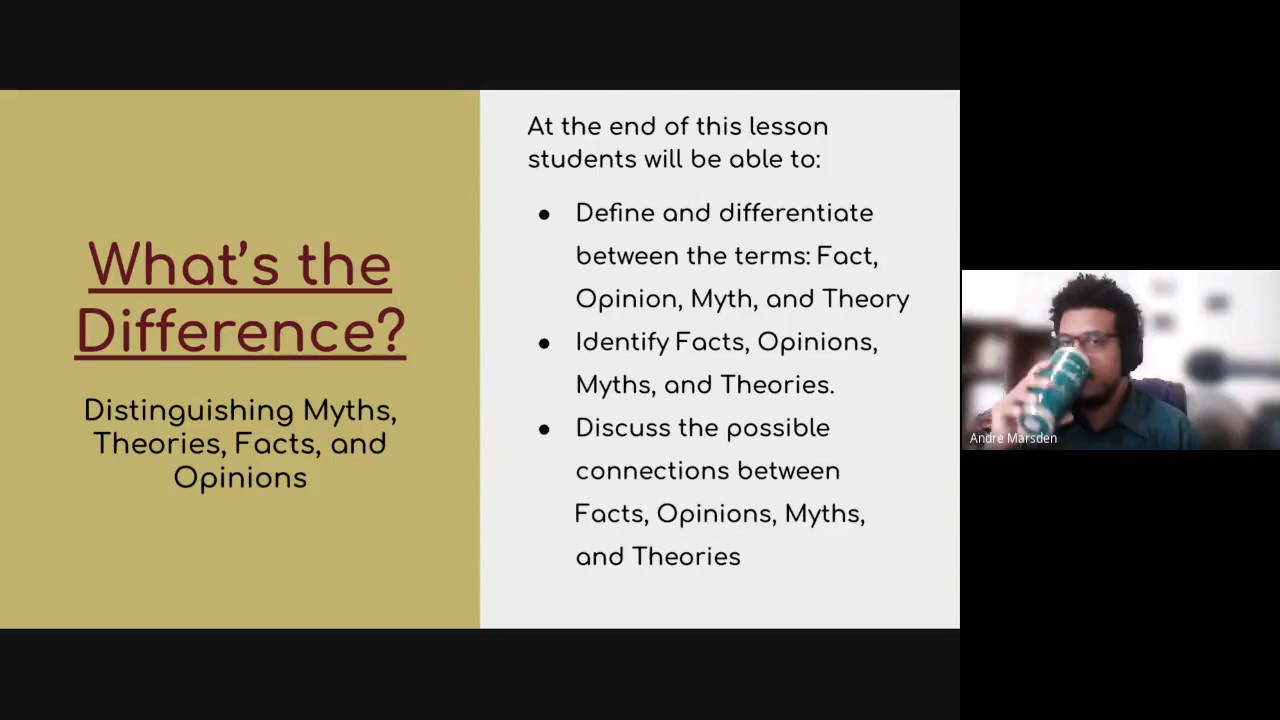 What's the
Difference?
Distinguishing Myths,
Theories, Facts, and
Opinions
At the end of this lesson
students will be able to:
● Define and differentiate
between the terms: Fact,
Opinion, Myth, and Theory
● Identify Facts, Opinions,
Myths, and Theories.
● Discuss the possible
connections between
Facts, Opinions, Myths,
and Theories
Andre Marsden